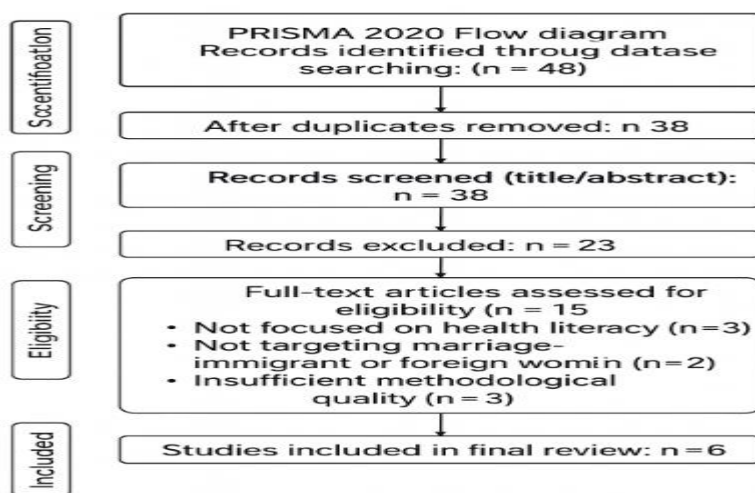 PRISMA 2020 Flow diagram
Records identified throug datase
searching: (n = 48)
Soentifioation
After duplicates removed: n 38
Screening
Records screened (title/abstract):
n = 38
Records excluded: n = 23
Eligibiity
Full-text articles assessed for
eligibility (n = 15
• Not focused on health literacy (n=3)
• Not targeting marriage-
immigrant or foreign womin (n=2)
• Insufficient methodological
quality (n = 3)
Included
Studies included in final review: n = 6